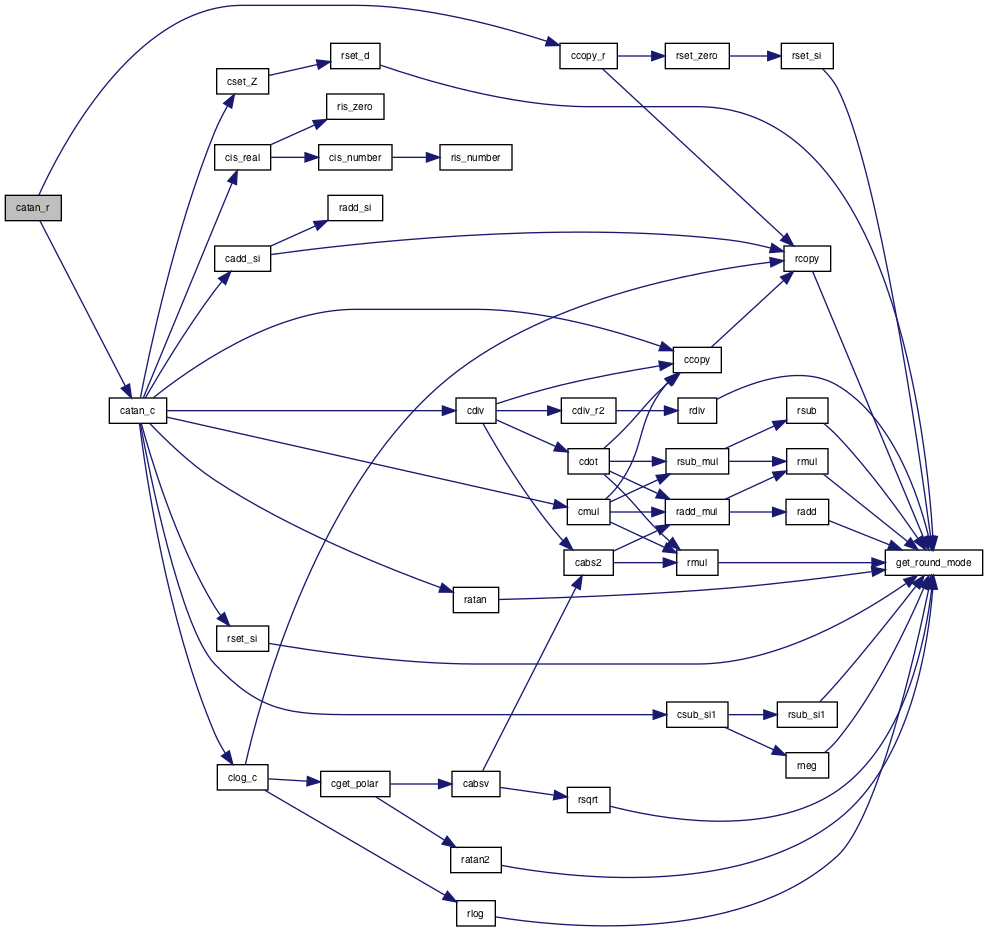 ccopy_r
rset_zero
rset_si
rset_d
cset_Z
ris_zero
cis_real
cis_number
ris_number
catan_r
radd_si
cadd_si
rcopy
ccopy
catan_c
cdiv
cdiv_r2
rdiv
rsub
cdot
rsub_mul
rmul
cmul
radd_mul
radd
cabs2
rmul
get_round_mode
ratan
rset_si
csub_si1
rsub_si1
rneg
clog_c
cget_polar
cabsv
rsqrt
ratan2
rlog